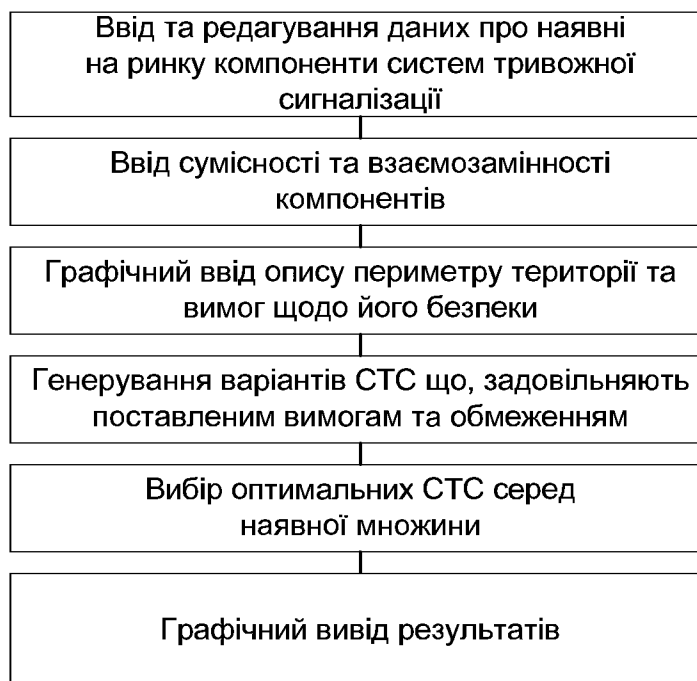 Ввід та редагування даних про наявні
на ринку компоненти систем тривожної
сигналізації
Ввід сумісності та взаємозамінності
компонентів
Графічний ввід опису периметру території та
вимог щодо його безпеки
Генерування варіантів СТС що, задовільняють
поставленим вимогам та обмеженням
Вибір оптимальних СТС серед
наявної множини
Графічний вивід результатів